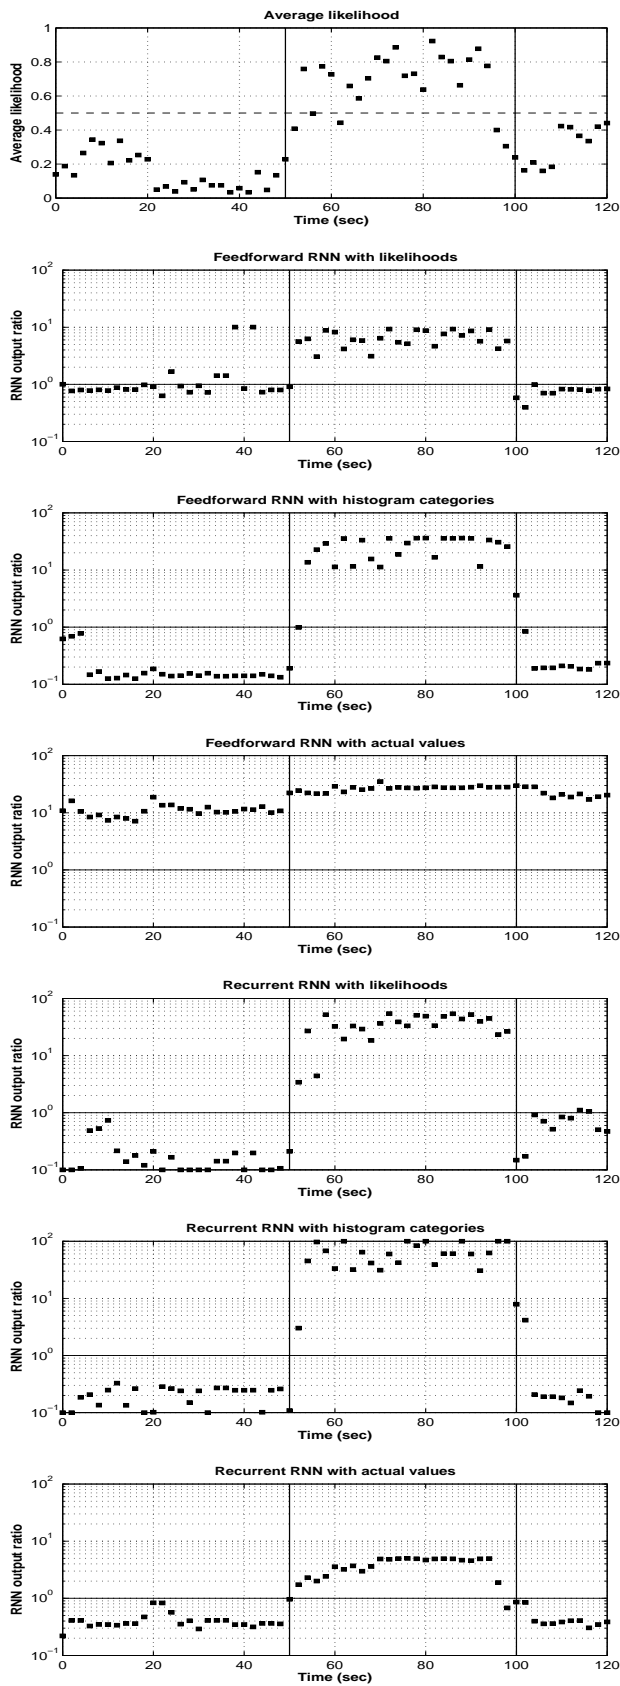 Average likelihood
1
0.8
0.6
0.4
0.2
0
Average likelihood
0 20 40 60 80 100 120
Time (sec)
Feedforward RNN with likelihoods
10^2
10^1
10^0
10^−1
RNN output ratio
0 20 40 60 80 100 120
Time (sec)
Feedforward RNN with histogram categories
10^2
10^1
10^0
10^−1
RNN output ratio
0 20 40 60 80 100 120
Time (sec)
Feedforward RNN with actual values
10^2
10^1
10^0
10^−1
RNN output ratio
0 20 40 60 80 100 120
Time (sec)
Recurrent RNN with likelihoods
10^2
10^1
10^0
10^−1
RNN output ratio
0 20 40 60 80 100 120
Time (sec)
Recurrent RNN with histogram categories
10^2
10^1
10^0
10^−1
RNN output ratio
0 20 40 60 80 100 120
Time (sec)
Recurrent RNN with actual values
10^2
10^1
10^0
10^−1
RNN output ratio
0 20 40 60 80 100 120
Time (sec)